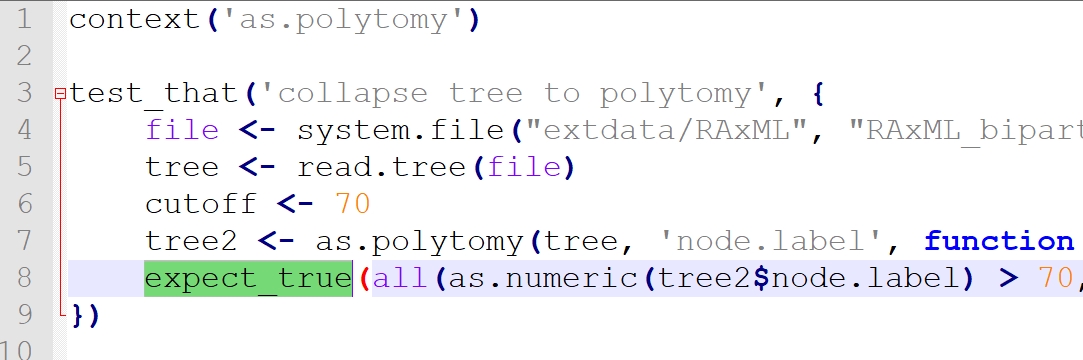 1 context('as.polytomy')
2
3 test_that('collapse tree to polytomy', {
4     file <- system.file("extdata/RAxML", "RAxML_bipart
5     tree <- read.tree(file)
6     cutoff <- 70
7     tree2 <- as.polytomy(tree, 'node.label', function
8     expect_true(all(as.numeric(tree2$node.label) > 70,
9 })
10